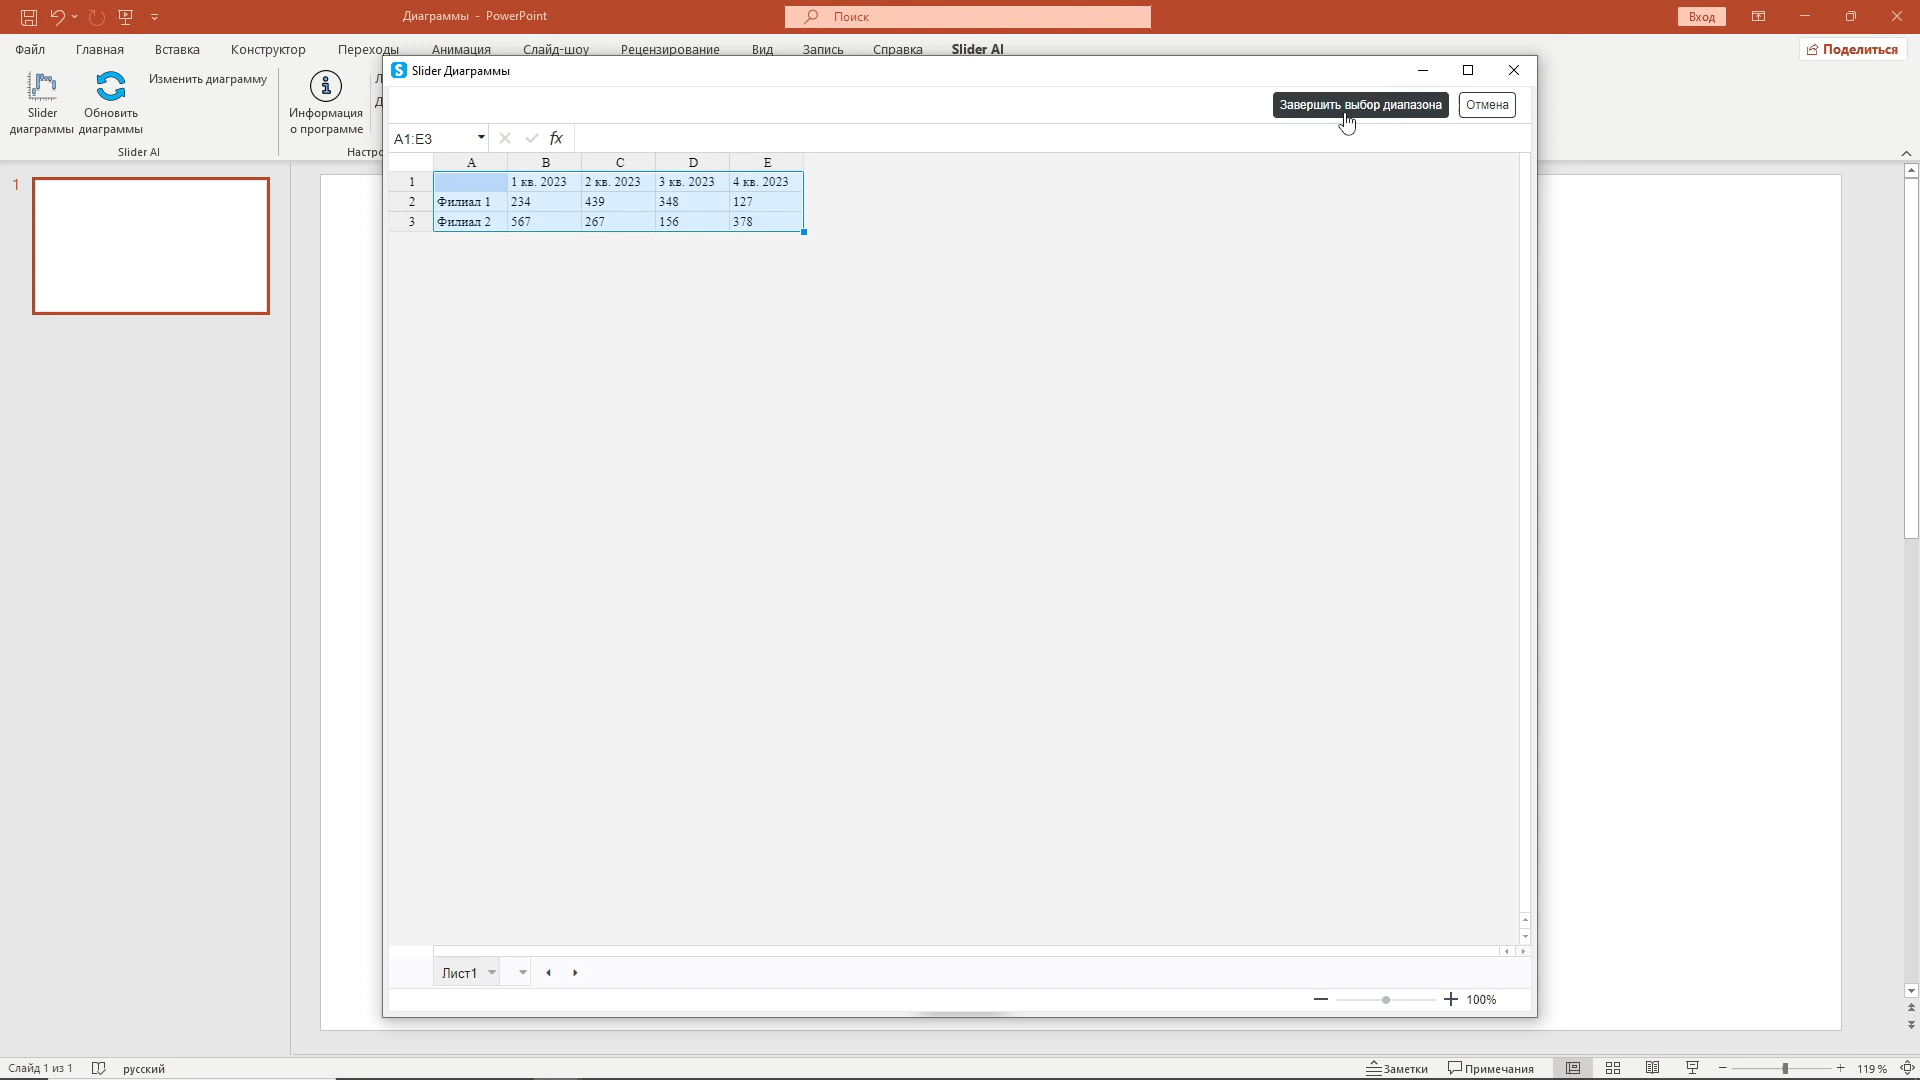 Диаграммы - PowerPoint
Поиск
Вход
Файл Главная Вставка Конструктор Переходы Анимация Слайд-шоу Рецензирование Вид Запись Справка Slider AI
Поделиться
Slider диаграммы
Обновить диаграммы
Изменить диаграмму
Slider AI
Информация о программе
Настро
Slider Диаграммы
Завершить выбор диапазона Отмена
A1:E3 fx
A B C D E
1 1 кв. 2023 2 кв. 2023 3 кв. 2023 4 кв. 2023
2 Филиал 1 234 439 348 127
3 Филиал 2 567 267 156 378
1
Лист1
100%
Слайд 1 из 1 русский Заметки Примечания 119 %